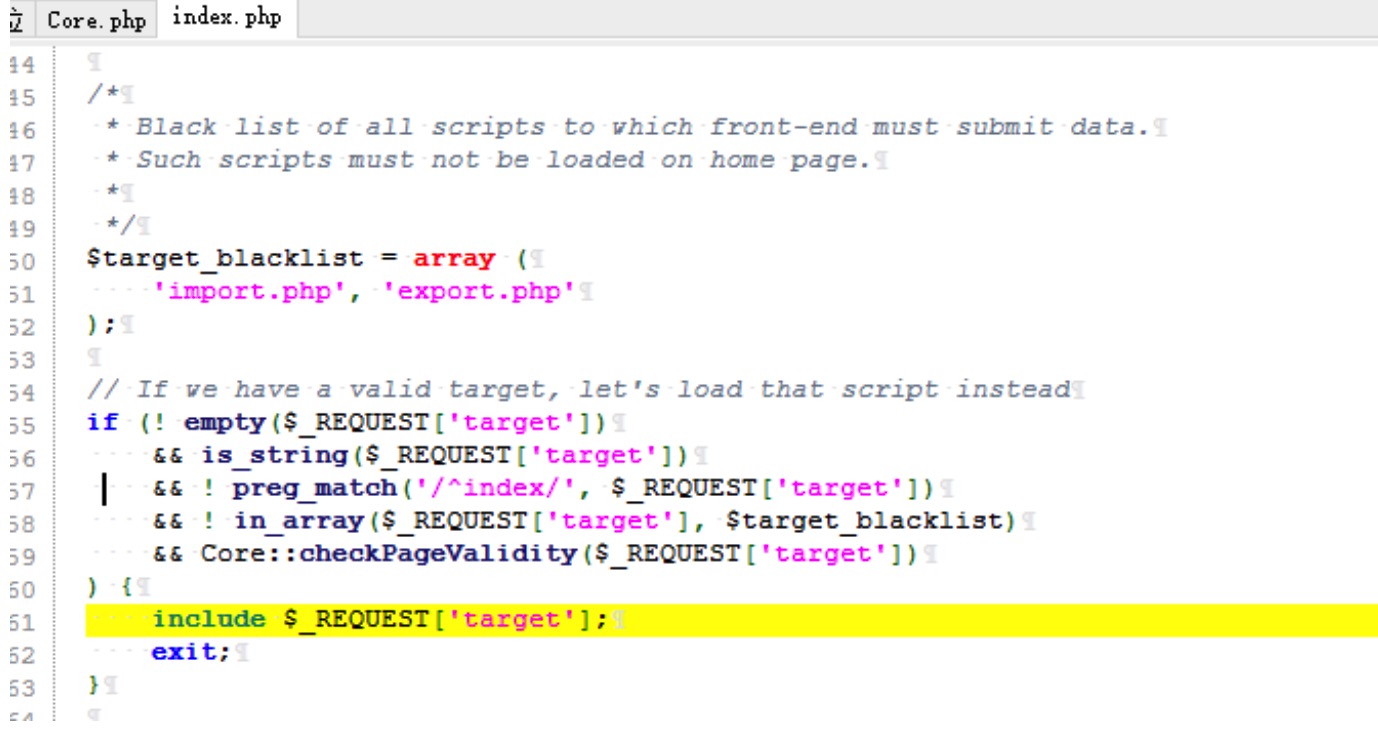 立 Core.php index.php
44
45 /*
46 * Black list of all scripts to which front-end must submit data.
47 * Such scripts must not be loaded on home page.
48 *
49 */
50 $target_blacklist = array (
51 'import.php', 'export.php'
52 );
53
54 // If we have a valid target, let's load that script instead
55 if (! empty($_REQUEST['target'])
56 && is_string($_REQUEST['target'])
57 && ! preg_match('/^index/', $_REQUEST['target'])
58 && ! in_array($_REQUEST['target'], $target_blacklist)
59 && Core::checkPageValidity($_REQUEST['target'])
60 ) {
61 include $_REQUEST['target'];
62 exit;
63 }
64